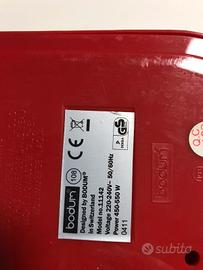 bodum®
Designed by BODUM®
in Switzerland
Model no. 11142
Voltage 220-240V~ 50/60Hz
Power 450-550 W
0411
106
CE
GS
bodum
subito